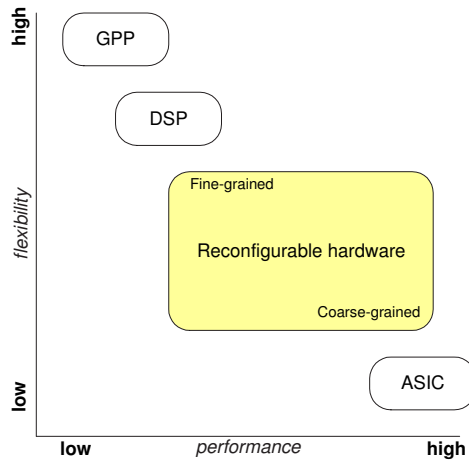 high
GPP
DSP
Fine-grained
flexibility
Reconfigurable hardware
Coarse-grained
low
ASIC
low performance high